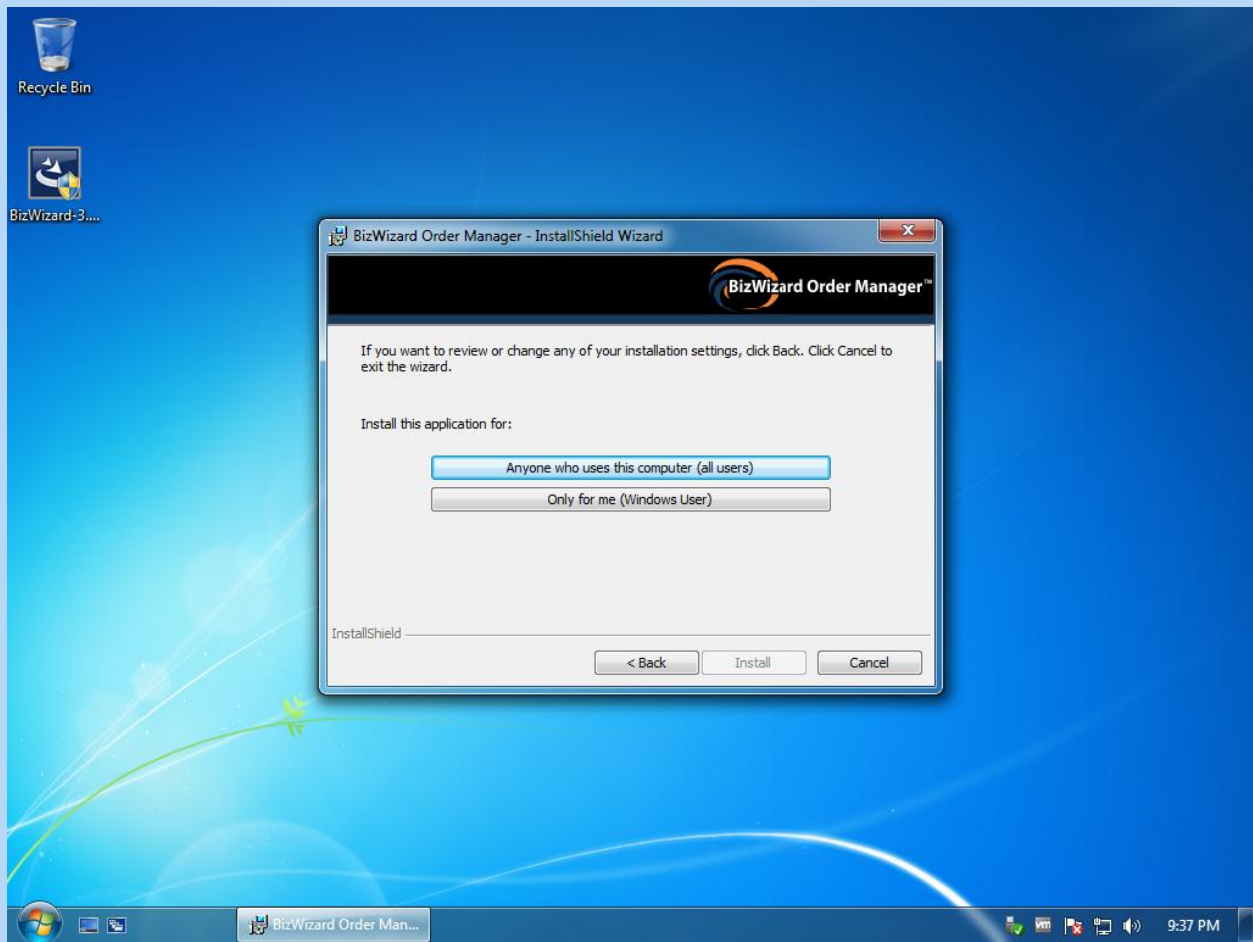 Recycle Bin
BizWizard-3....
BizWizard Order Manager - InstallShield Wizard
BizWizard Order Manager™
If you want to review or change any of your installation settings, click Back. Click Cancel to
exit the wizard.
Install this application for:
Anyone who uses this computer (all users)
Only for me (Windows User)
InstallShield
< Back
Install
Cancel
BizWizard Order Man...
vm
9:37 PM